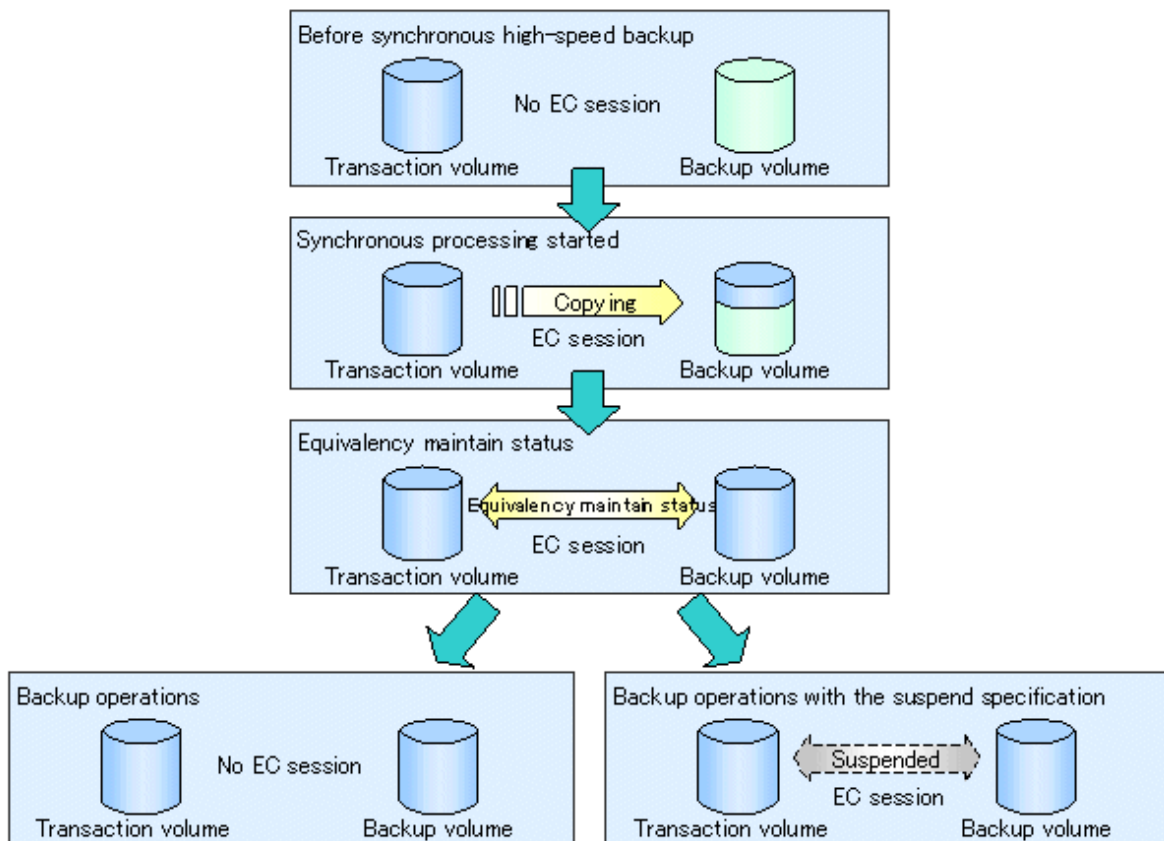 Before synchronous high-speed backup
No EC session
Transaction volume
Backup volume
Synchronous processing started
Copying
EC session
Transaction volume
Backup volume
Equivalency maintain status
Equivalency maintain status
EC session
Transaction volume
Backup volume
Backup operations
No EC session
Transaction volume
Backup volume
Backup operations with the suspend specification
Suspended
EC session
Transaction volume
Backup volume